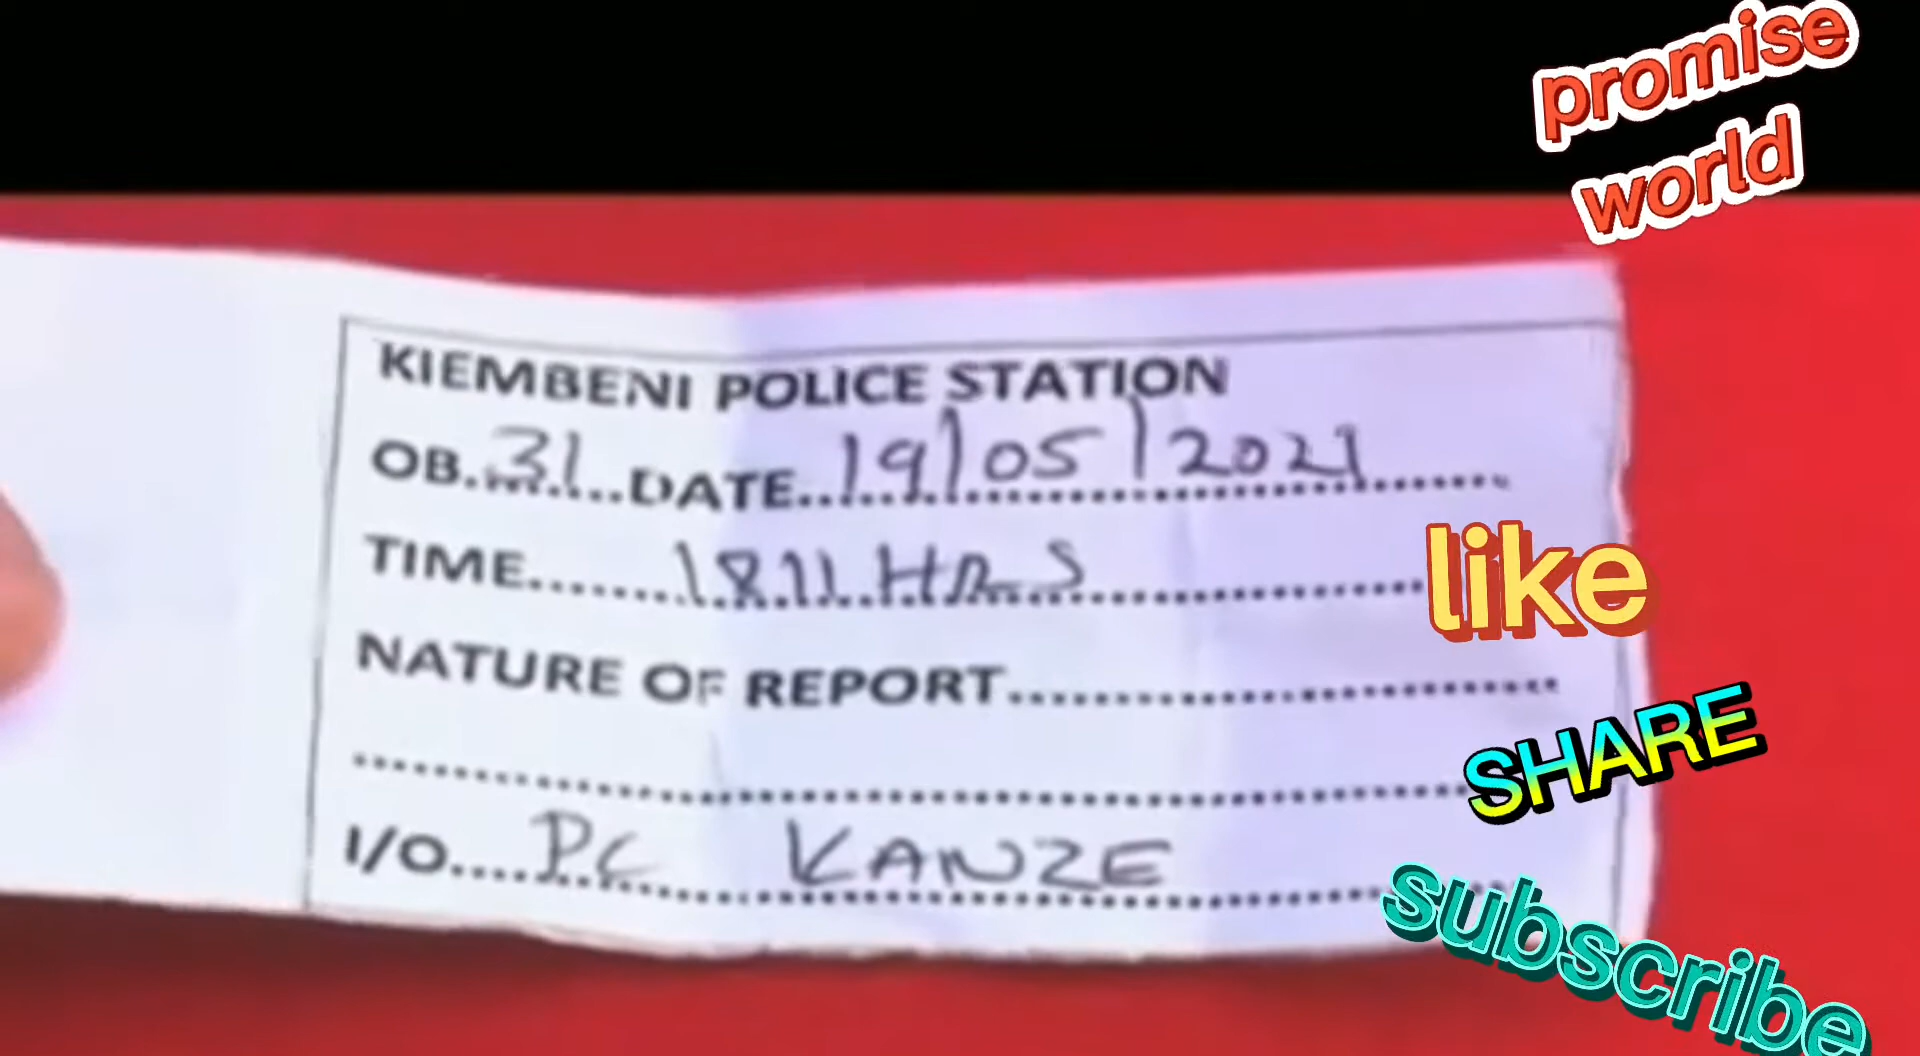 promise
world
KIEMBENI POLICE STATION
OB..31.....DATE...19/05/2021.........
TIME.......1811 HRS....................
NATURE OF REPORT..............................
............................................................
I/O....PC KANZE....................
like
SHARE
subscribe